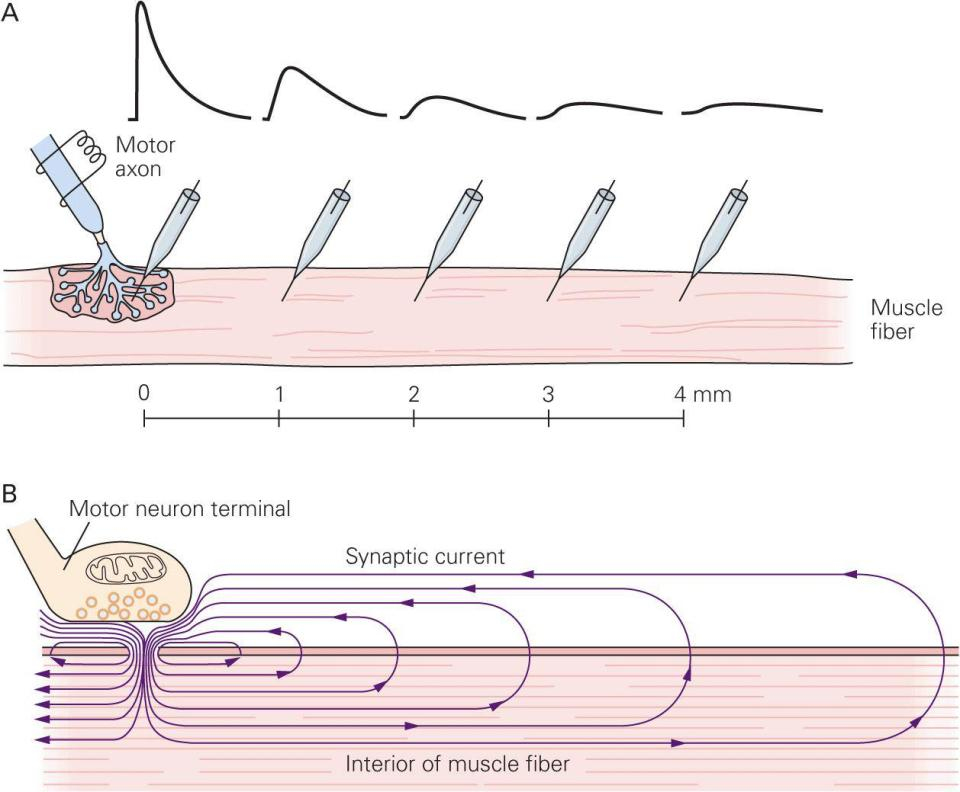 A
Motor
axon
Muscle
fiber
0 1 2 3 4 mm
B
Motor neuron terminal
Synaptic current
Interior of muscle fiber